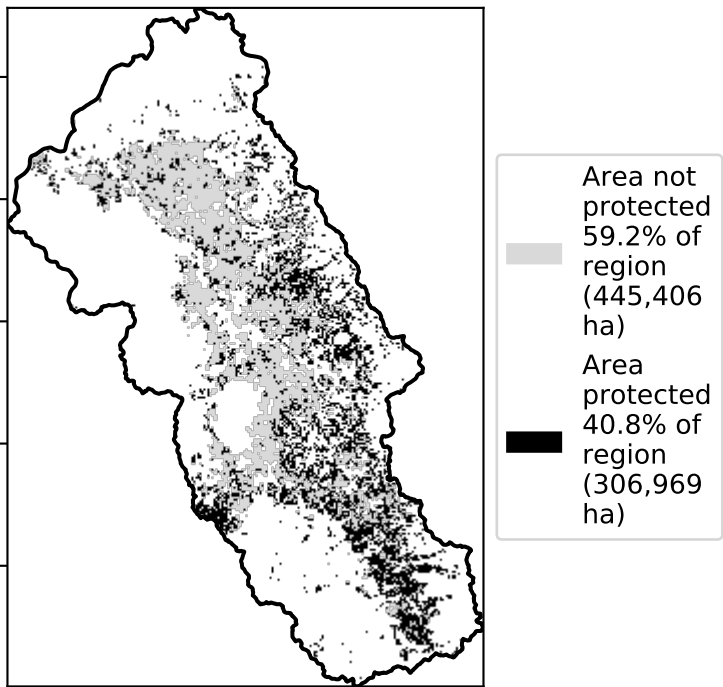 Area not
protected
59.2% of
region
(445,406
ha)
Area
protected
40.8% of
region
(306,969
ha)